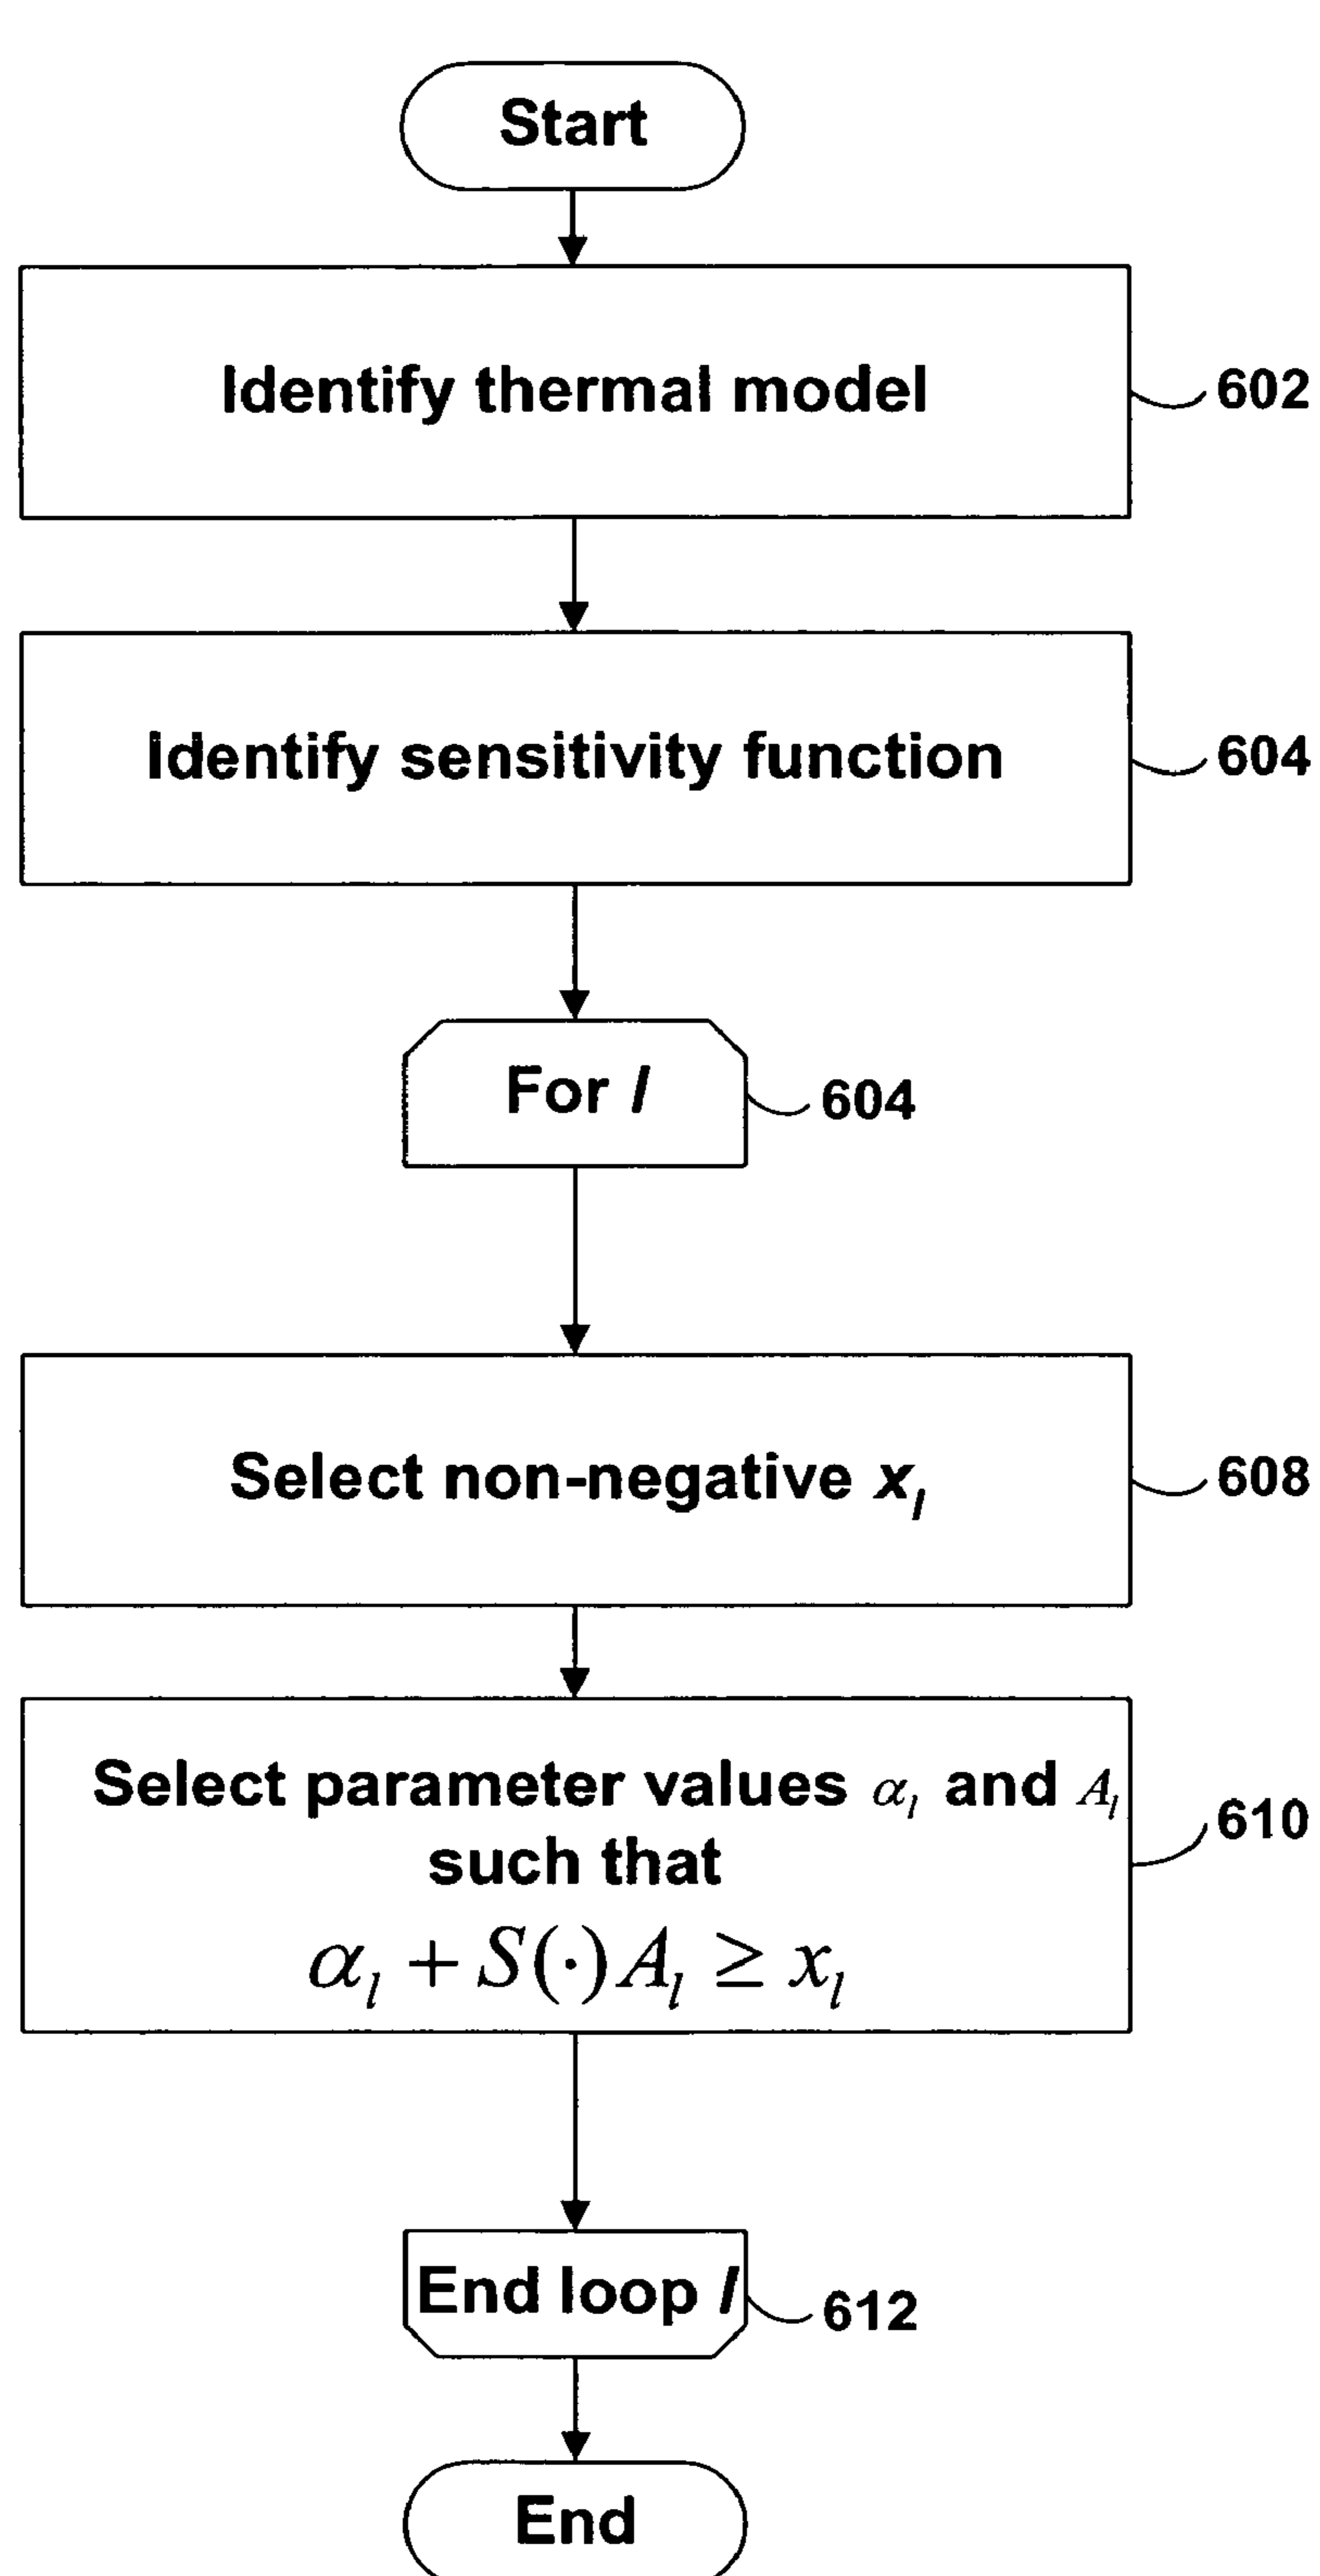 Start
Identify thermal model
602
Identify sensitivity function
604
For l
604
Select non-negative x_l
608
Select parameter values α_l and A_l
such that
α_l + S(·)A_l ≥ x_l
610
End loop l
612
End